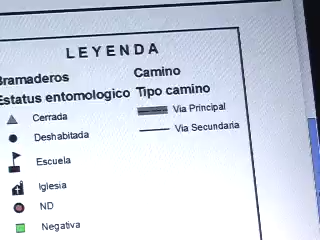 LEYENDA
Bramaderos
Estatus entomologico
Cerrada
Deshabitada
Escuela
Iglesia
ND
Negativa
Camino
Tipo camino
Via Principal
Via Secundaria